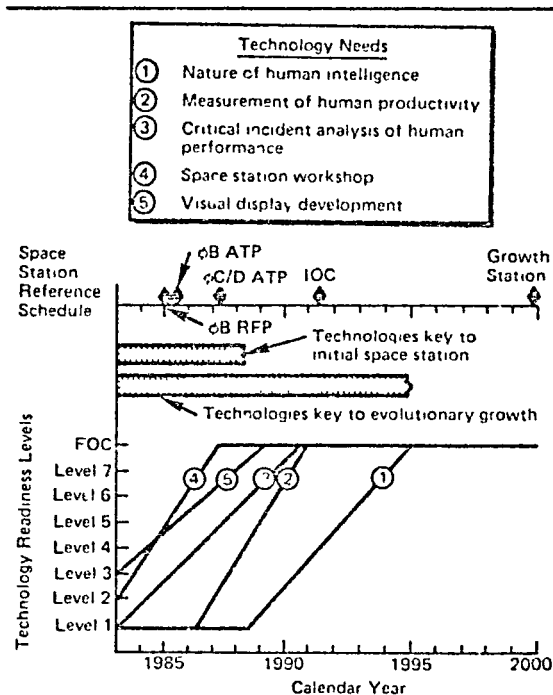 Technology Needs
① Nature of human intelligence
② Measurement of human productivity
③ Critical incident analysis of human
performance
④ Space station workshop
⑤ Visual display development
Space
Station
Reference
Schedule
φB ATP
φC/D ATP
IOC
Growth
Station
φB RFP
Technologies key to
initial space station
Technologies key to evolutionary growth
Technology Readiness Levels
FOC
Level 7
Level 6
Level 5
Level 4
Level 3
Level 2
Level 1
④ ⑤ ③ ② ①
1985 1990 1995 2000
Calendar Year